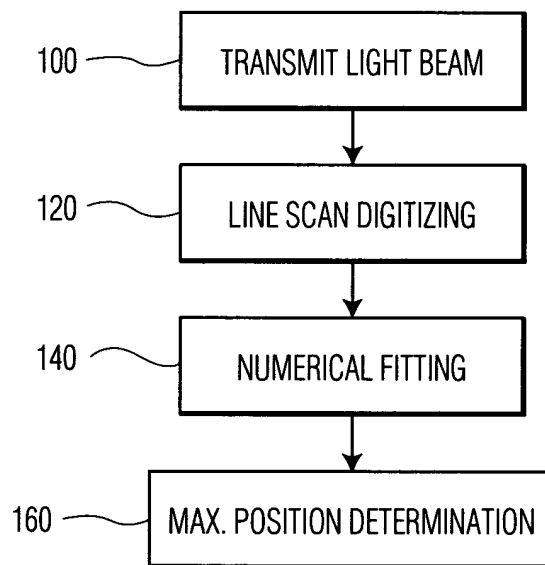 100 TRANSMIT LIGHT BEAM
120 LINE SCAN DIGITIZING
140 NUMERICAL FITTING
160 MAX. POSITION DETERMINATION